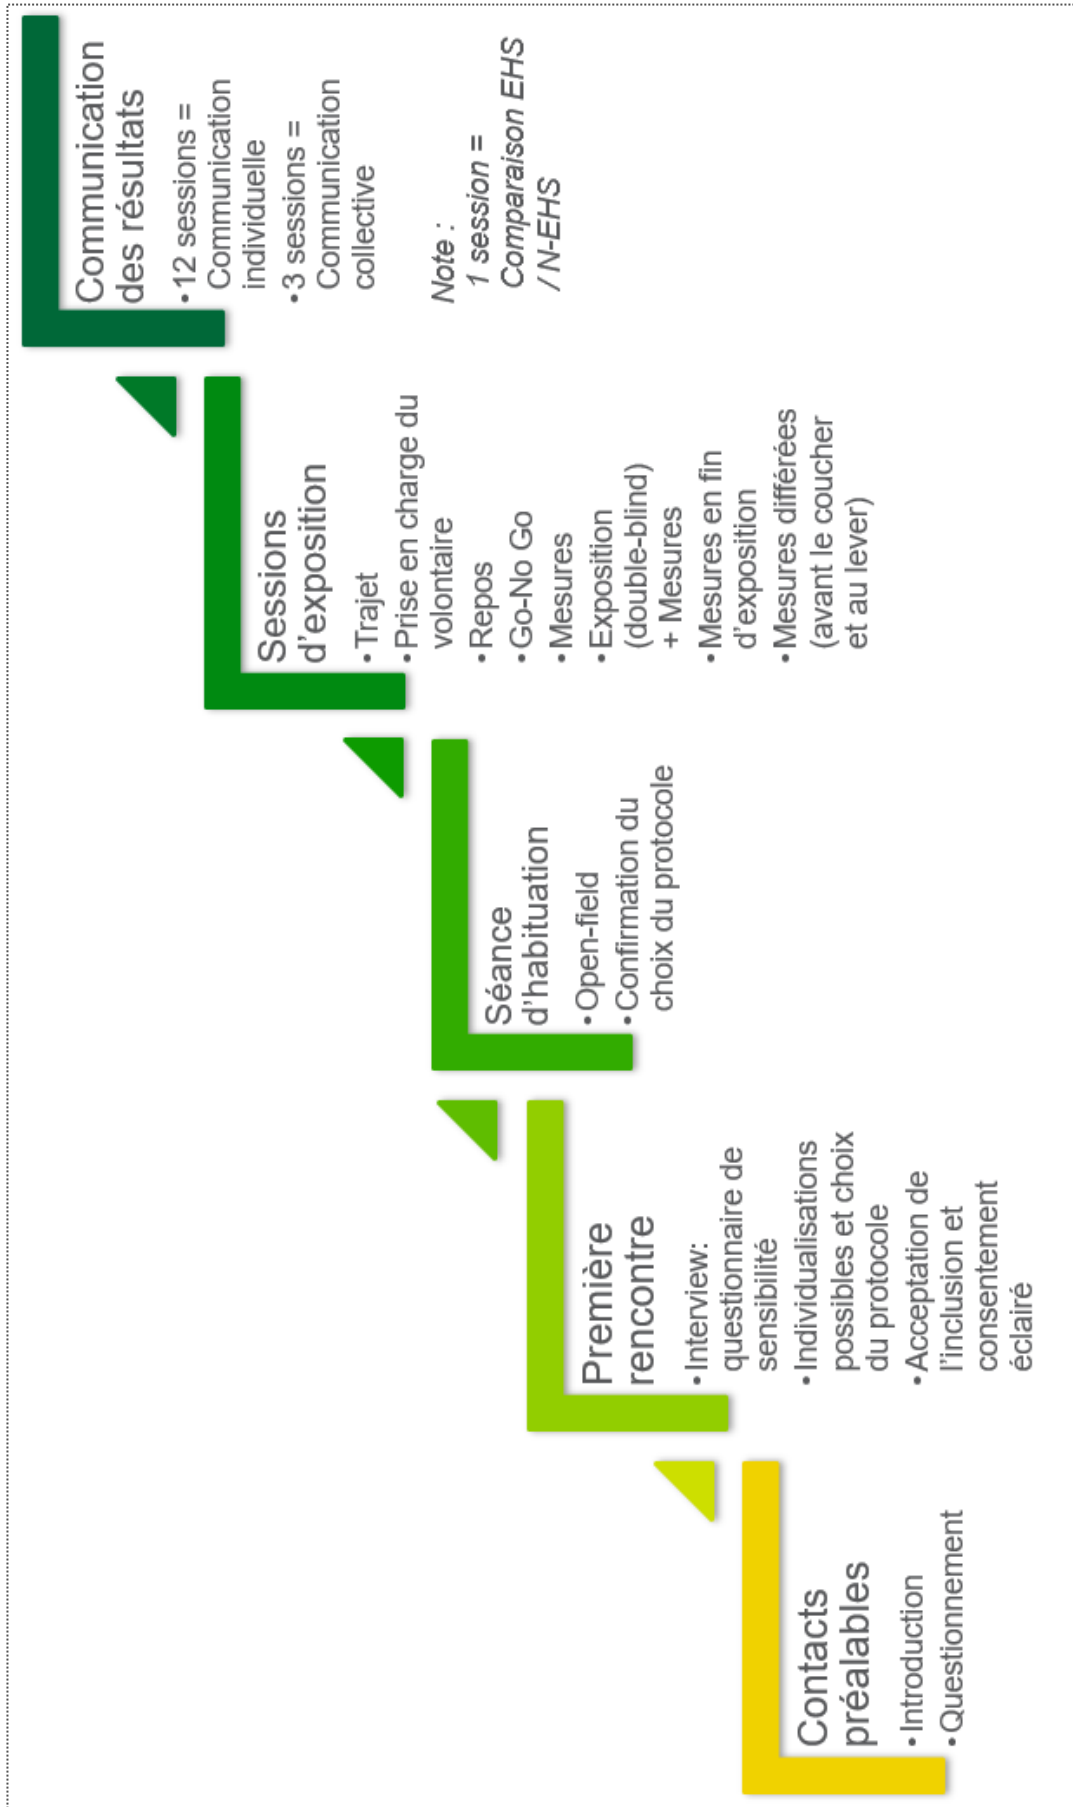 Contacts
préalables
•Introduction
•Questionnement
Première
rencontre
•Interview:
questionnaire de
sensibilité
•Individualisations
possibles et choix
du protocole
•Acceptation de
l'inclusion et
consentement
éclairé
Séance
d'habituation
•Open-field
•Confirmation du
choix du protocole
Sessions
d'exposition
•Trajet
•Prise en charge du
volontaire
•Repos
•Go-No Go
•Mesures
•Exposition
(double-blind)
+ Mesures
•Mesures en fin
d'exposition
•Mesures différées
(avant le coucher
et au lever)
Communication
des résultats
•12 sessions =
Communication
individuelle
•3 sessions =
Communication
collective
Note :
1 session =
Comparaison EHS
/ N-EHS